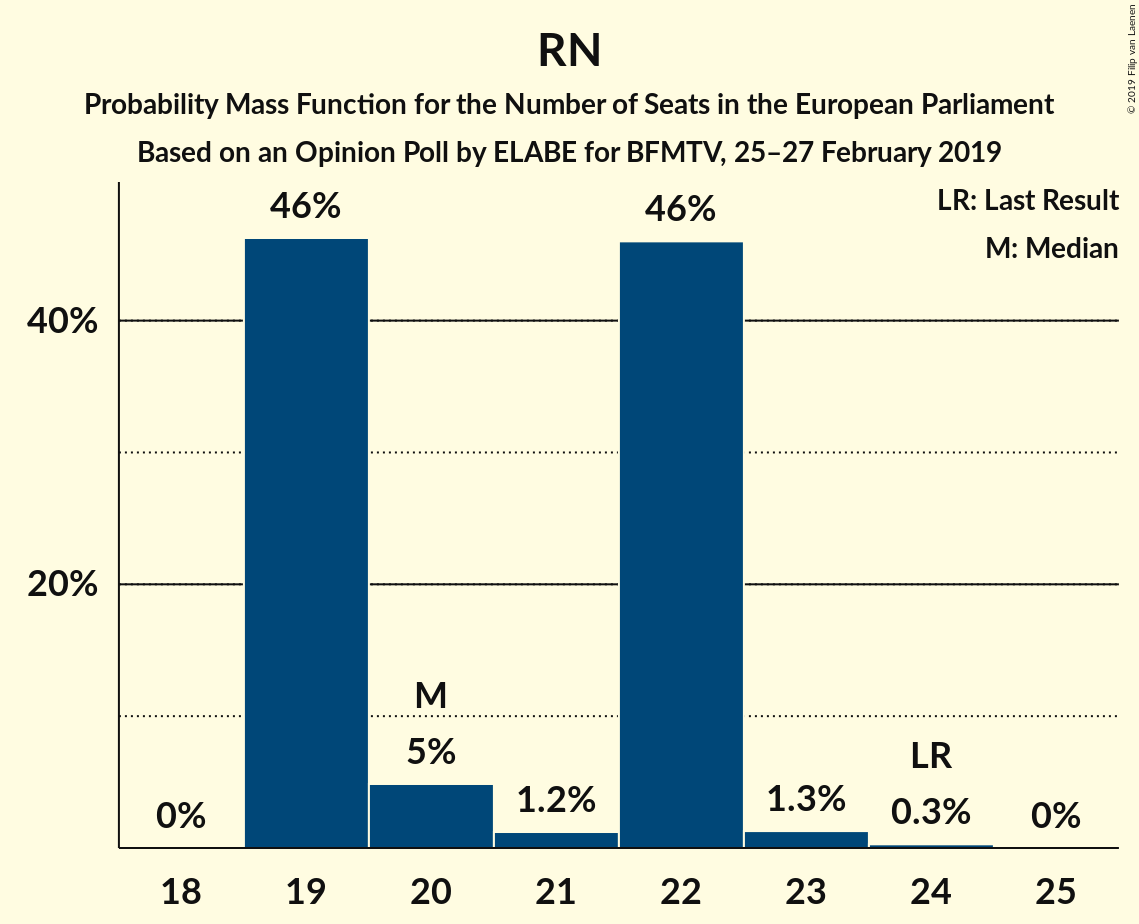 RN
Probability Mass Function for the Number of Seats in the European Parliament
Based on an Opinion Poll by ELABE for BFMTV, 25–27 February 2019
© 2019 Filip van Laenen
LR: Last Result
M: Median
46%
46%
40%
20%
M
5%
LR
0%
1.2%
1.3%
0.3%
0%
18 19 20 21 22 23 24 25